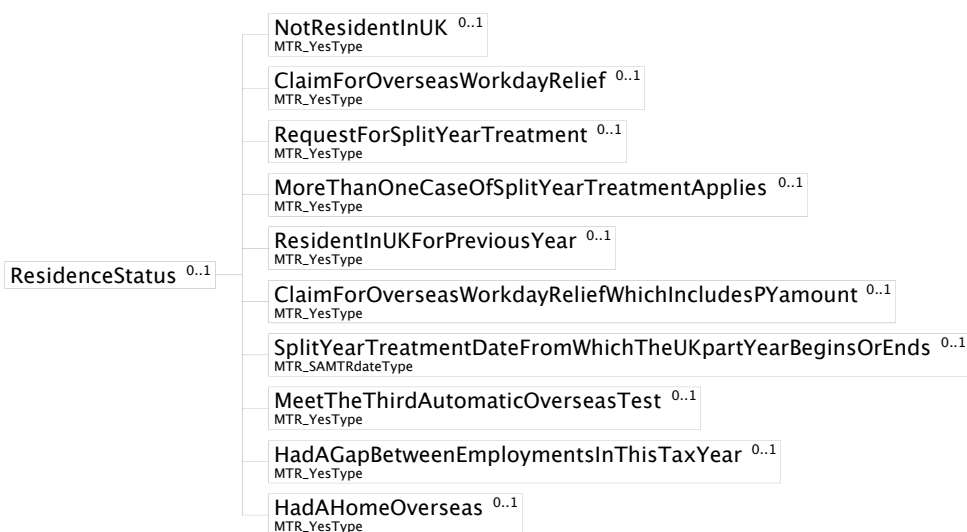 NotResidentInUK 0..1
MTR_YesType
ClaimForOverseasWorkdayRelief 0..1
MTR_YesType
RequestForSplitYearTreatment 0..1
MTR_YesType
MoreThanOneCaseOfSplitYearTreatmentApplies 0..1
MTR_YesType
ResidentInUKForPreviousYear 0..1
MTR_YesType
ResidenceStatus 0..1
ClaimForOverseasWorkdayReliefWhichIncludesPYamount 0..1
MTR_YesType
SplitYearTreatmentDateFromWhichTheUKpartYearBeginsOrEnds 0..1
MTR_SAMTRdateType
MeetTheThirdAutomaticOverseasTest 0..1
MTR_YesType
HadAGapBetweenEmploymentsInThisTaxYear 0..1
MTR_YesType
HadAHomeOverseas 0..1
MTR_YesType